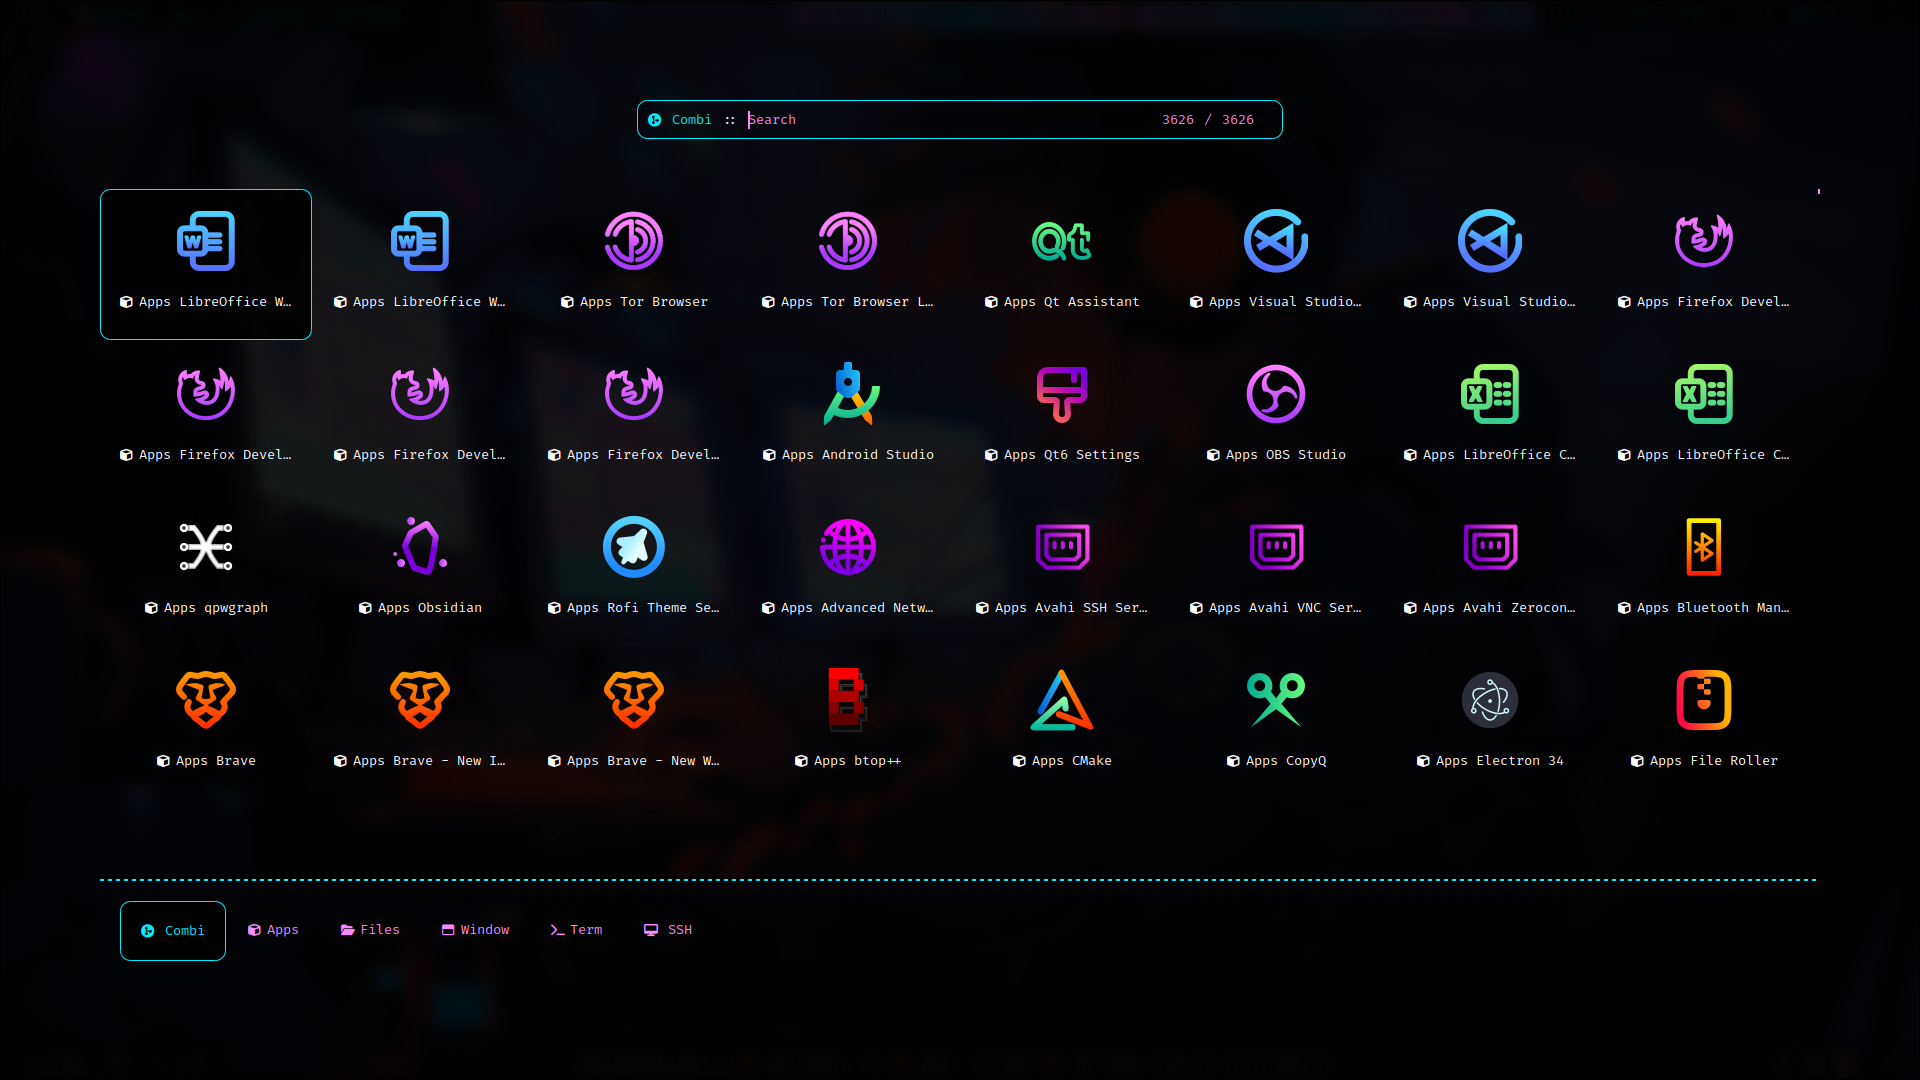 Combi :: Search 3626 / 3626
Apps LibreOffice W… Apps LibreOffice W… Apps Tor Browser Apps Tor Browser L… Apps Qt Assistant Apps Visual Studio… Apps Visual Studio… Apps Firefox Devel…
Apps Firefox Devel… Apps Firefox Devel… Apps Firefox Devel… Apps Android Studio Apps Qt6 Settings Apps OBS Studio Apps LibreOffice C… Apps LibreOffice C…
Apps qpwgraph Apps Obsidian Apps Rofi Theme Se… Apps Advanced Netw… Apps Avahi SSH Ser… Apps Avahi VNC Ser… Apps Avahi Zerocon… Apps Bluetooth Man…
Apps Brave Apps Brave - New I… Apps Brave - New W… Apps btop++ Apps CMake Apps CopyQ Apps Electron 34 Apps File Roller
Combi Apps Files Window Term SSH